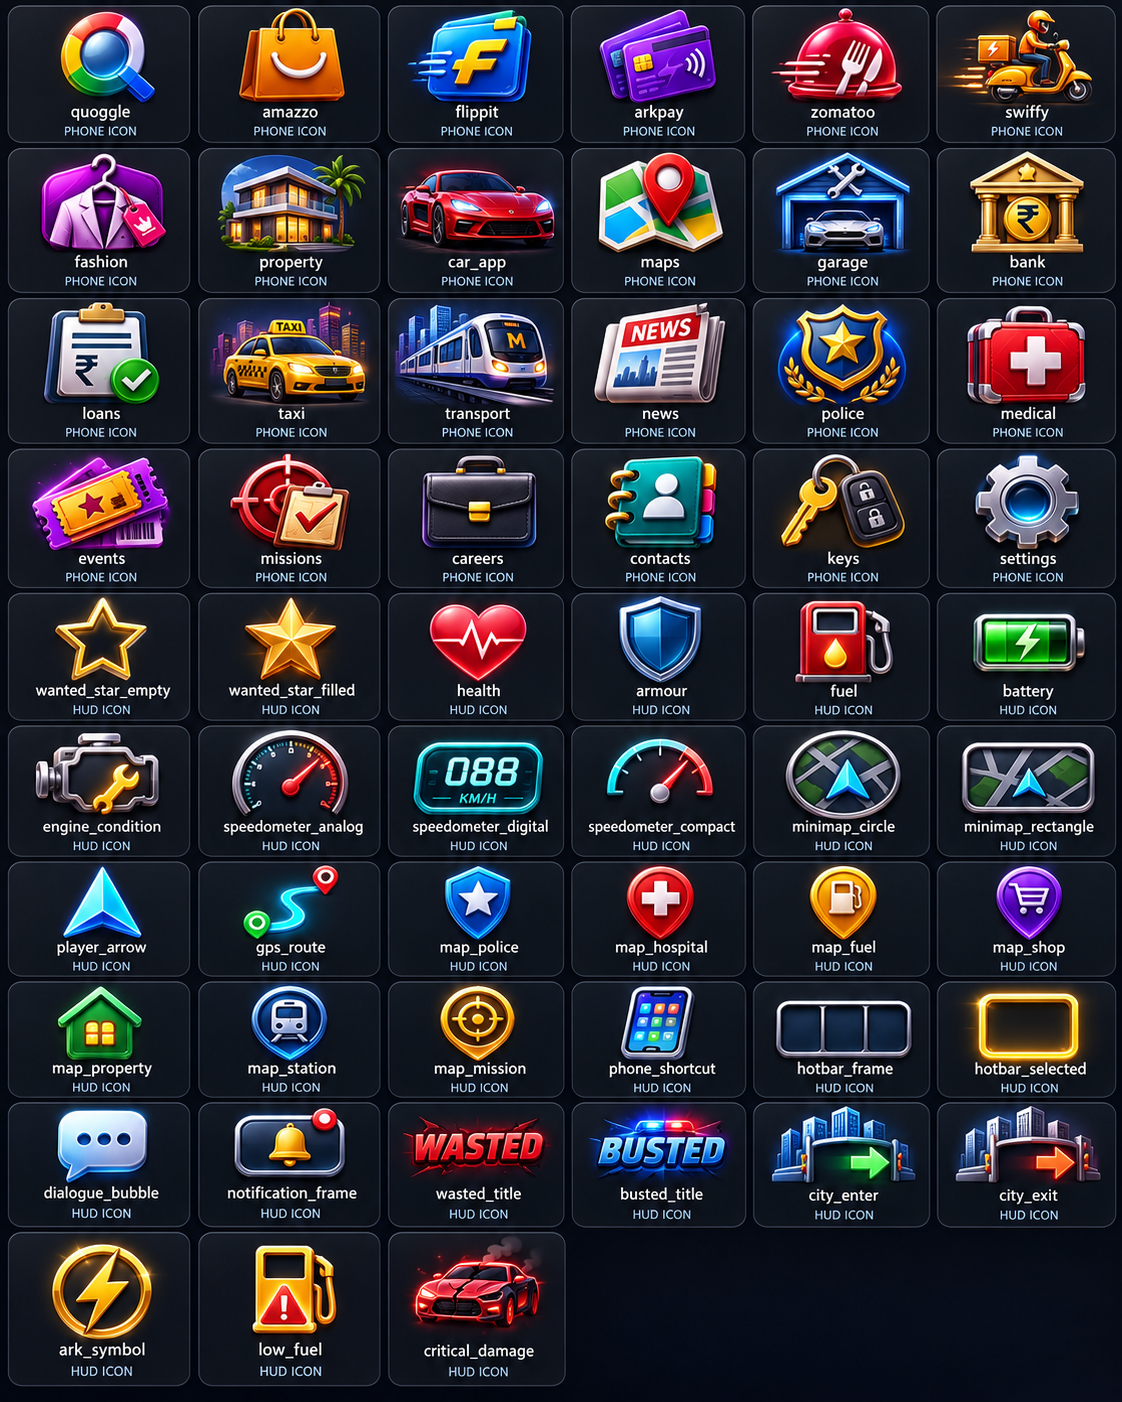 quoggle
PHONE ICON
amazzo
PHONE ICON
F
flippit
PHONE ICON
arkpay
PHONE ICON
zomatoo
PHONE ICON
swiffy
PHONE ICON
fashion
PHONE ICON
property
PHONE ICON
car_app
PHONE ICON
maps
PHONE ICON
garage
PHONE ICON
₹
bank
PHONE ICON
₹
loans
PHONE ICON
TAXI
taxi
PHONE ICON
M
transport
PHONE ICON
NEWS
news
PHONE ICON
police
PHONE ICON
medical
PHONE ICON
events
PHONE ICON
missions
PHONE ICON
careers
PHONE ICON
contacts
PHONE ICON
keys
PHONE ICON
settings
PHONE ICON
wanted_star_empty
HUD ICON
wanted_star_filled
HUD ICON
health
HUD ICON
armour
HUD ICON
fuel
HUD ICON
battery
HUD ICON
engine_condition
HUD ICON
speedometer_analog
HUD ICON
088
KM/H
speedometer_digital
HUD ICON
speedometer_compact
HUD ICON
minimap_circle
HUD ICON
minimap_rectangle
HUD ICON
player_arrow
HUD ICON
gps_route
HUD ICON
map_police
HUD ICON
map_hospital
HUD ICON
map_fuel
HUD ICON
map_shop
HUD ICON
map_property
HUD ICON
map_station
HUD ICON
map_mission
HUD ICON
phone_shortcut
HUD ICON
hotbar_frame
HUD ICON
hotbar_selected
HUD ICON
dialogue_bubble
HUD ICON
notification_frame
HUD ICON
WASTED
wasted_title
HUD ICON
BUSTED
busted_title
HUD ICON
city_enter
HUD ICON
city_exit
HUD ICON
ark_symbol
HUD ICON
!
low_fuel
HUD ICON
critical_damage
HUD ICON